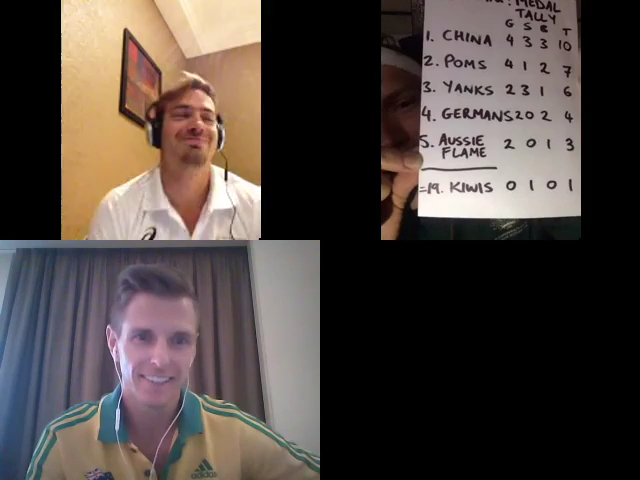 MEDAL
TALLY
G S B T
1. CHINA 4 3 3 10
2. POMS 4 1 2 7
3. YANKS 2 3 1 6
4. GERMANS 2 0 2 4
5. AUSSIE
FLAME 2 0 1 3
=19. KIWIS 0 1 0 1
adidas